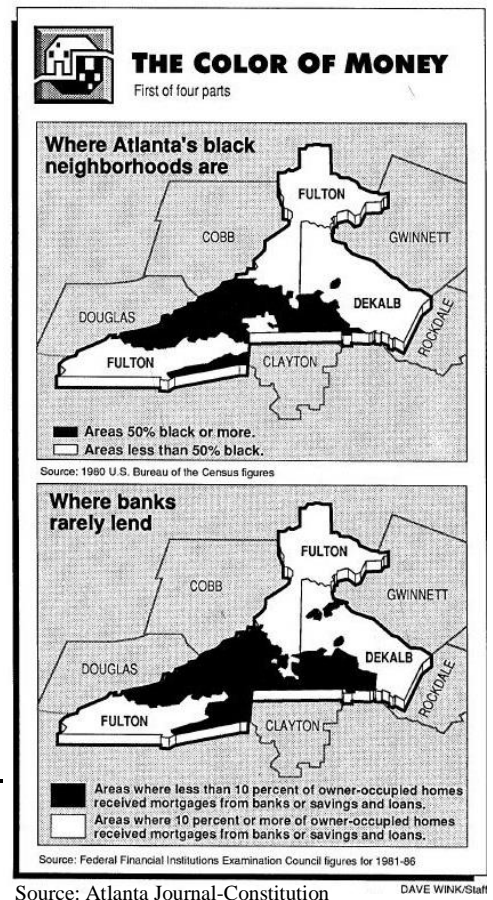 THE COLOR OF MONEY
First of four parts
Where Atlanta's black
neighborhoods are
FULTON
COBB
GWINNETT
DEKALB
ROCKDALE
DOUGLAS
FULTON
CLAYTON
Areas 50% black or more.
Areas less than 50% black.
Source: 1980 U.S. Bureau of the Census figures
Where banks
rarely lend
FULTON
COBB
GWINNETT
DEKALB
ROCKDALE
DOUGLAS
FULTON
CLAYTON
Areas where less than 10 percent of owner-occupied homes
received mortgages from banks or savings and loans.
Areas where 10 percent or more of owner-occupied homes
received mortgages from banks or savings and loans.
Source: Federal Financial Institutions Examination Council figures for 1981-86
DAVE WINK/Staff
Source: Atlanta Journal-Constitution